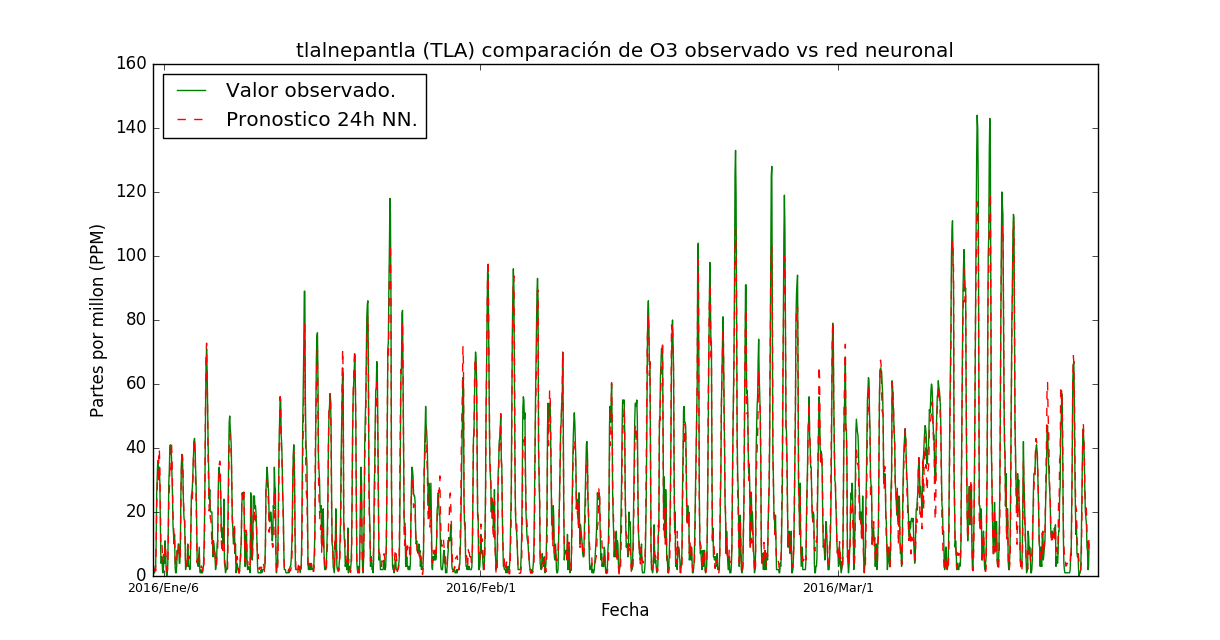 tlalnepantla (TLA) comparación de O3 observado vs red neuronal
160
Valor observado.
Pronostico 24h NN.
140
120
100
80
60
40
20
0
Partes por millon (PPM)
2016/Ene/6
2016/Feb/1
2016/Mar/1
Fecha